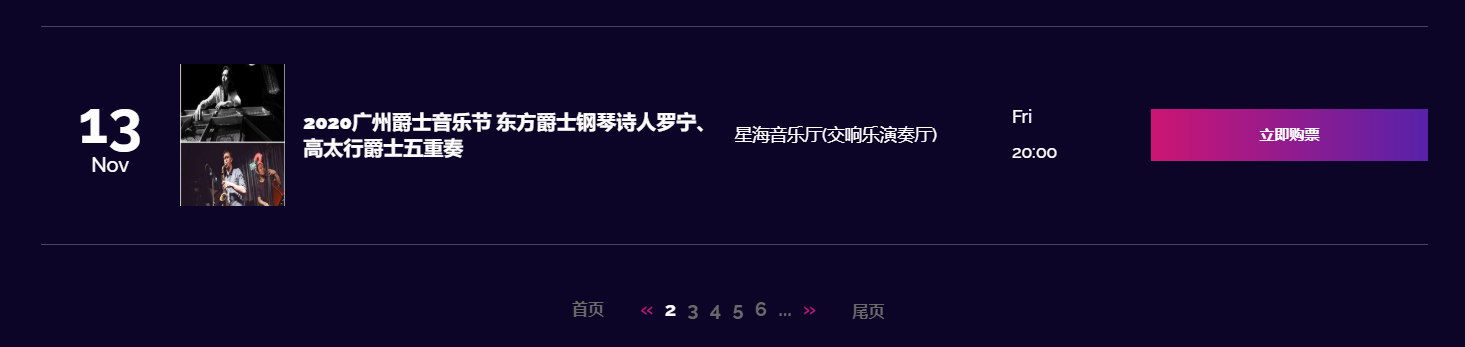 13
Nov
2020广州爵士音乐节 东方爵士钢琴诗人罗宁、
高太行爵士五重奏
星海音乐厅(交响乐演奏厅)
Fri
20:00
立即购票
首页 « 2 3 4 5 6 ... » 尾页